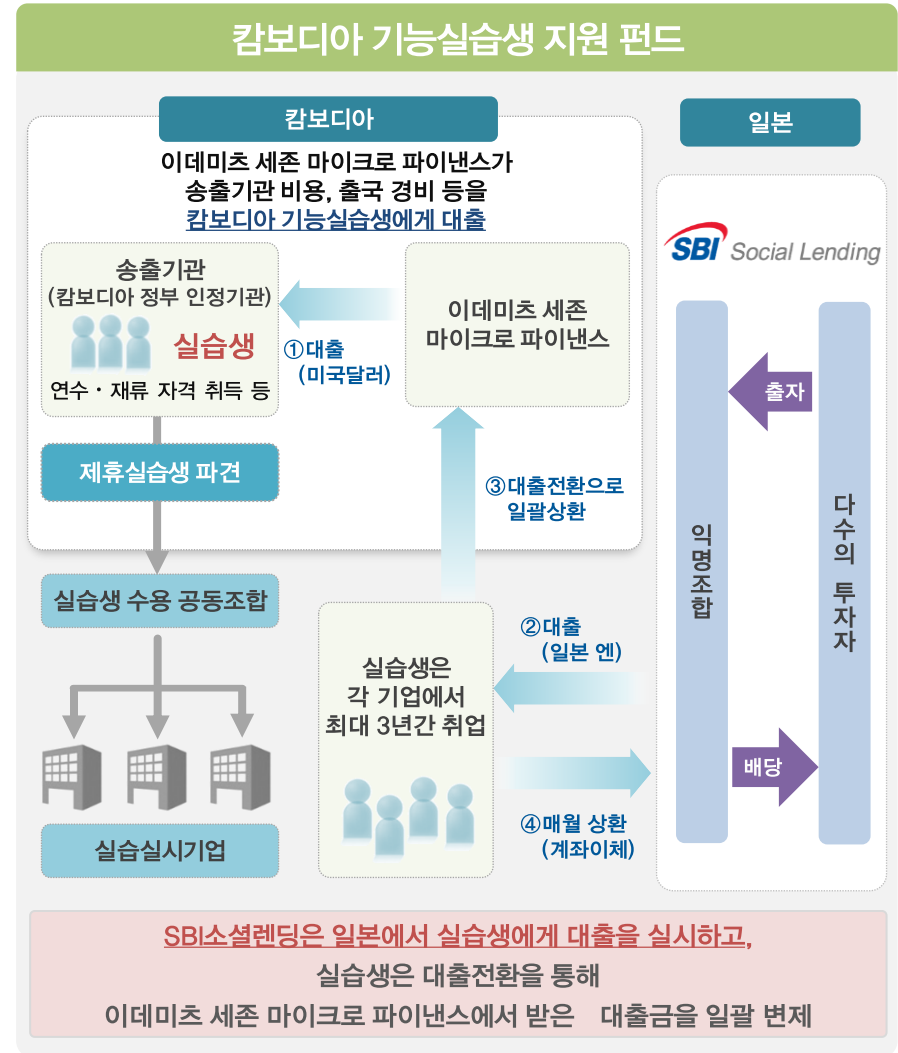 캄보디아 기능실습생 지원 펀드
캄보디아
이데미츠 세존 마이크로 파이낸스가
송출기관 비용, 출국 경비 등을
캄보디아 기능실습생에게 대출
송출기관
(캄보디아 정부 인정기관)
실습생
연수・재류 자격 취득 등
①대출
(미국달러)
이데미츠 세존
마이크로 파이낸스
제휴실습생 파견
③대출전환으로
일괄상환
실습생 수용 공동조합
실습실시기업
실습생은
각 기업에서
최대 3년간 취업
②대출
(일본 엔)
④매월 상환
(계좌이체)
일본
SBI Social Lending
익명조합
출자
배당
다수의 투자자
SBI소셜렌딩은 일본에서 실습생에게 대출을 실시하고,
실습생은 대출전환을 통해
이데미츠 세존 마이크로 파이낸스에서 받은 대출금을 일괄 변제